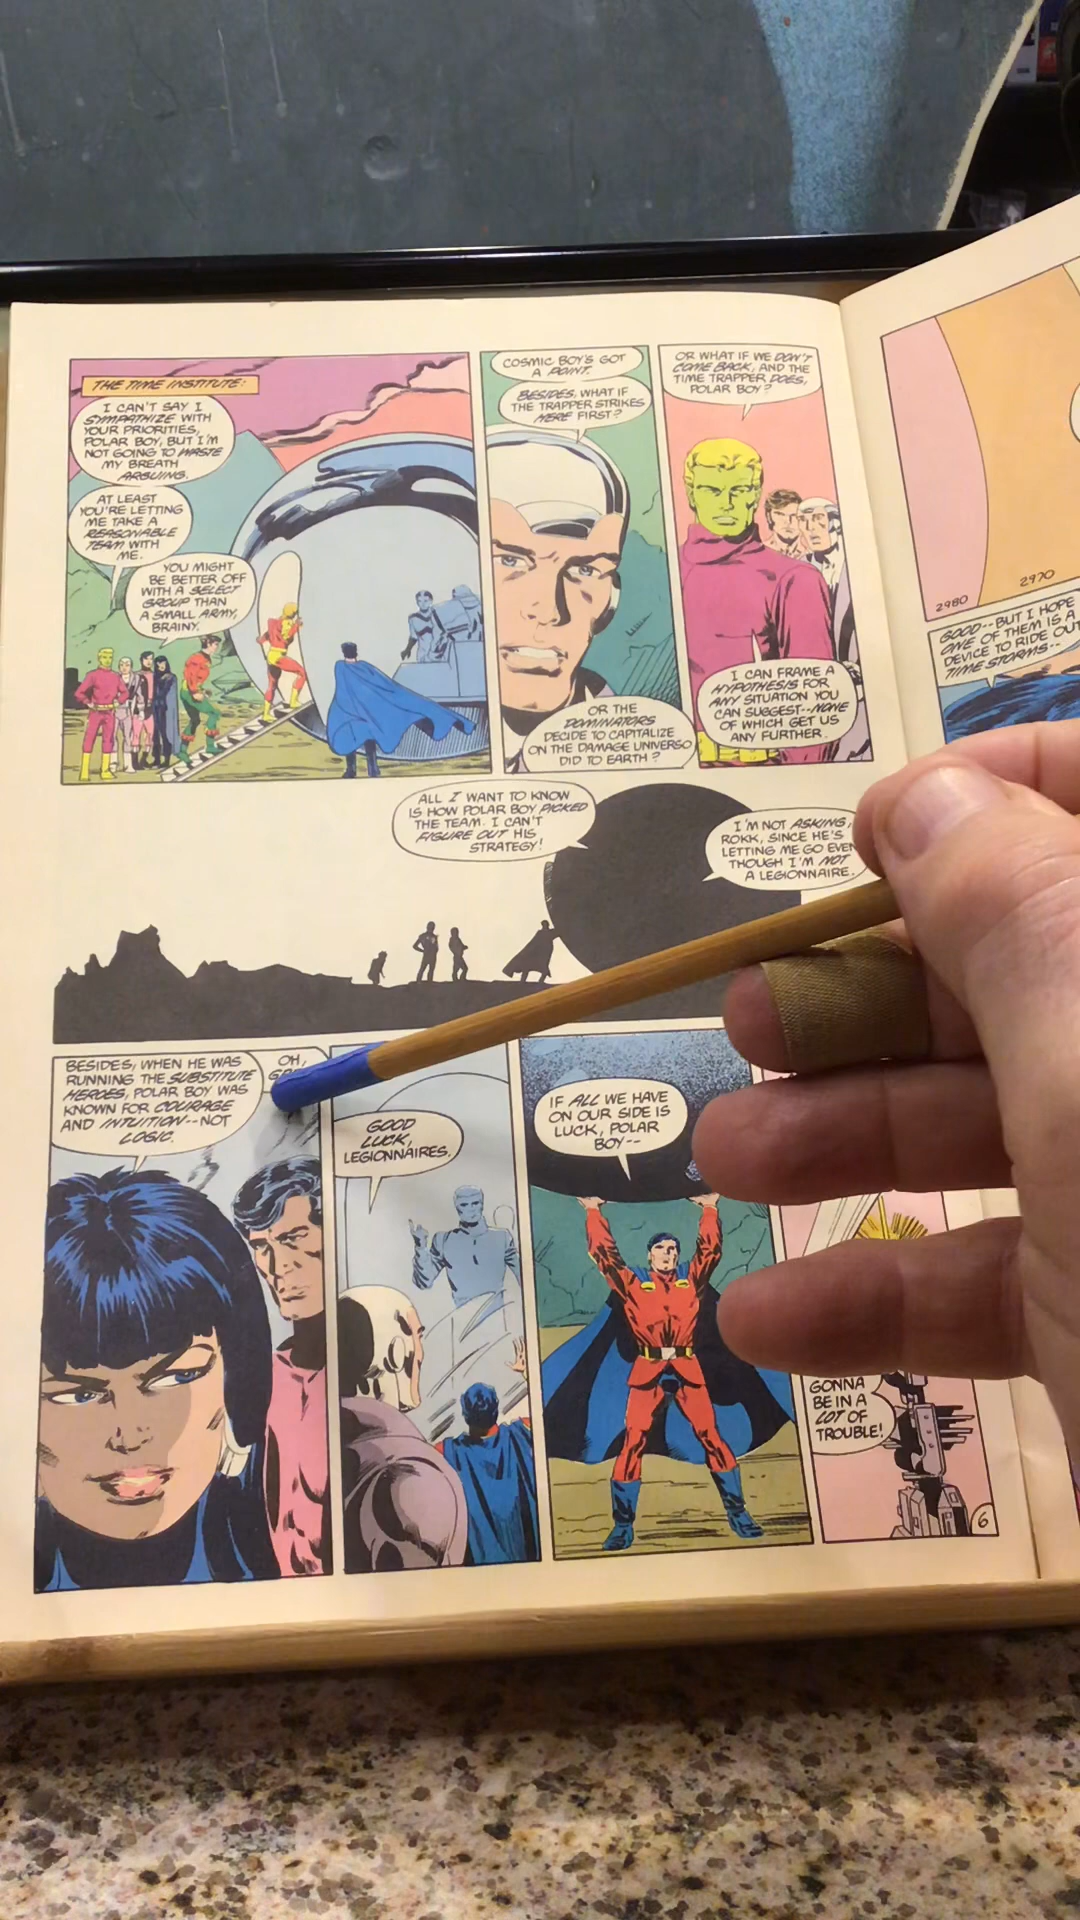 THE TIME INSTITUTE:
I CAN'T SAY I
SYMPATHIZE WITH
YOUR PRIORITIES,
POLAR BOY, BUT I'M
NOT GOING TO WASTE
MY BREATH
ARGUING.
AT LEAST
YOU'RE LETTING
ME TAKE A
REASONABLE
TEAM WITH
ME.
YOU MIGHT
BE BETTER OFF
WITH A SELECT
GROUP THAN
A SMALL ARMY,
BRAINY.
COSMIC BOY'S GOT
A POINT.
BESIDES, WHAT IF
THE TRAPPER STRIKES
HERE FIRST?
OR THE
DOMINATORS
DECIDE TO CAPITALIZE
ON THE DAMAGE UNIVERSO
DID TO EARTH?
OR WHAT IF WE DON'T
COME BACK, AND THE
TIME TRAPPER DOES,
POLAR BOY?
I CAN FRAME A
HYPOTHESIS FOR
ANY SITUATION YOU
CAN SUGGEST--NONE
OF WHICH GET US
ANY FURTHER.
ALL I WANT TO KNOW
IS HOW POLAR BOY PICKED
THE TEAM. I CAN'T
FIGURE OUT HIS
STRATEGY!
I'M NOT ASKING,
ROKK, SINCE HE'S
LETTING ME GO EVEN
THOUGH I'M NOT
A LEGIONNAIRE.
BESIDES, WHEN HE WAS
RUNNING THE SUBSTITUTE
HEROES, POLAR BOY WAS
KNOWN FOR COURAGE
AND INTUITION--NOT
LOGIC.
OH,
GOOD
LUCK,
LEGIONNAIRES.
IF ALL WE HAVE
ON OUR SIDE IS
LUCK, POLAR
BOY--
GONNA
BE IN A
LOT OF
TROUBLE!
6
2980
2970
GOOD--BUT I HOPE
ONE OF THEM IS A
DEVICE TO RIDE OUT
TIME STORMS--